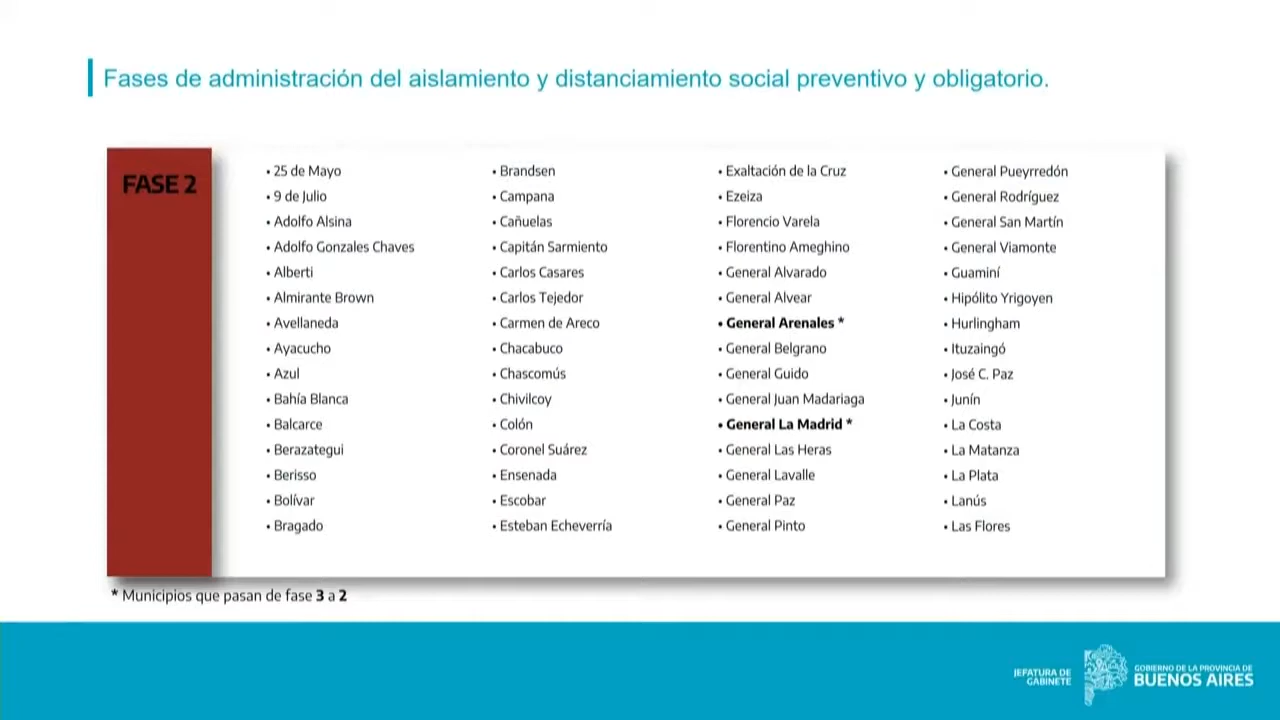 Fases de administración del aislamiento y distanciamiento social preventivo y obligatorio.
FASE 2
• 25 de Mayo
• 9 de Julio
• Adolfo Alsina
• Adolfo Gonzales Chaves
• Alberti
• Almirante Brown
• Avellaneda
• Ayacucho
• Azul
• Bahía Blanca
• Balcarce
• Berazategui
• Berisso
• Bolívar
• Bragado
• Brandsen
• Campana
• Cañuelas
• Capitán Sarmiento
• Carlos Casares
• Carlos Tejedor
• Carmen de Areco
• Chacabuco
• Chascomús
• Chivilcoy
• Colón
• Coronel Suárez
• Ensenada
• Escobar
• Esteban Echeverría
• Exaltación de la Cruz
• Ezeiza
• Florencio Varela
• Florentino Ameghino
• General Alvarado
• General Alvear
• General Arenales *
• General Belgrano
• General Guido
• General Juan Madariaga
• General La Madrid *
• General Las Heras
• General Lavalle
• General Paz
• General Pinto
• General Pueyrredón
• General Rodríguez
• General San Martín
• General Viamonte
• Guaminí
• Hipólito Yrigoyen
• Hurlingham
• Ituzaingó
• José C. Paz
• Junín
• La Costa
• La Matanza
• La Plata
• Lanús
• Las Flores
* Municipios que pasan de fase 3 a 2
JEFATURA DE
GABINETE
GOBIERNO DE LA PROVINCIA DE
BUENOS AIRES